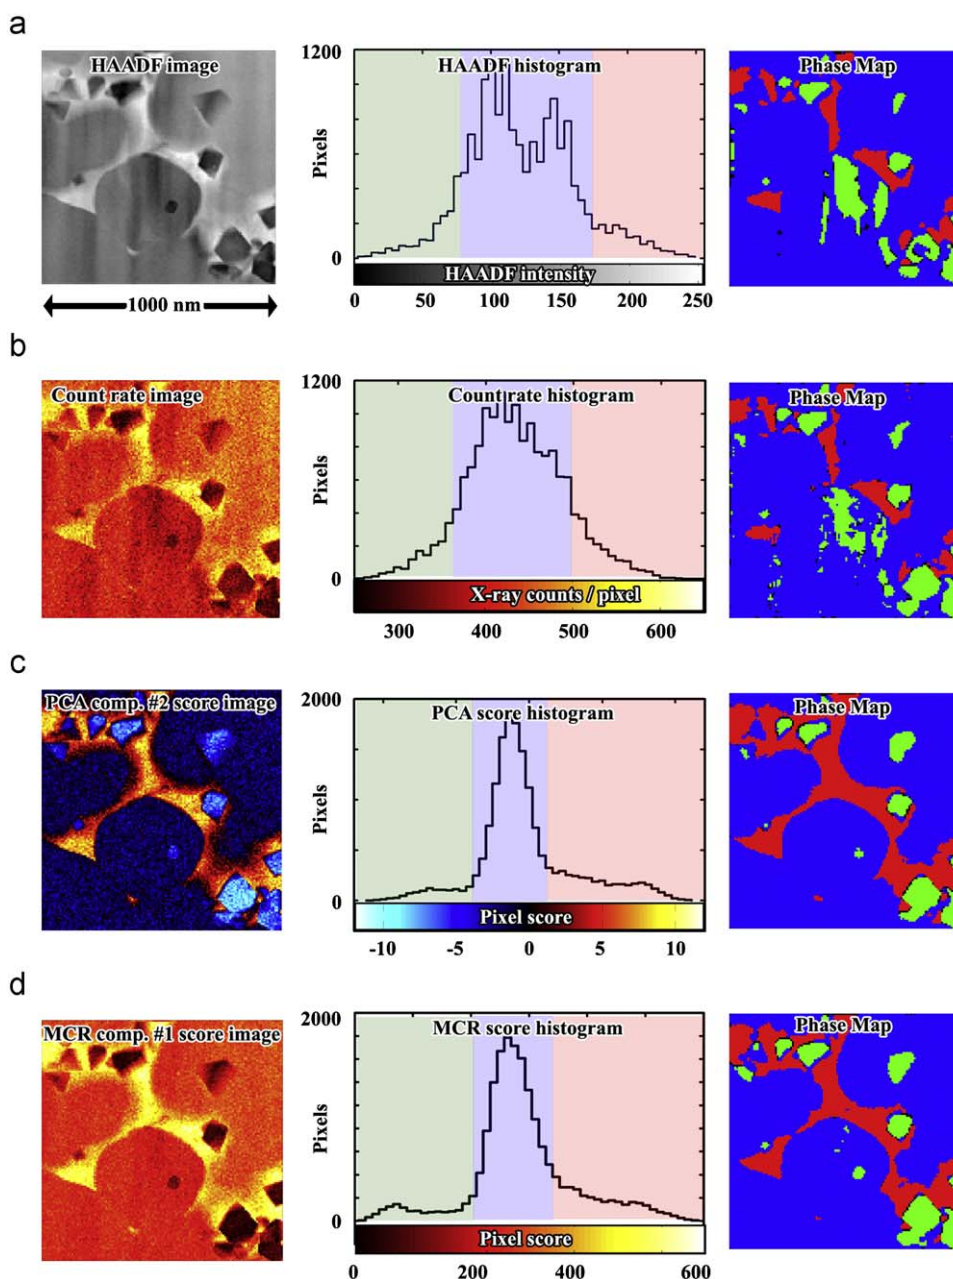 a
HAADF image
1000 nm
1200
HAADF histogram
Pixels
600
0
HAADF intensity
0 50 100 150 200 250
Phase Map
b
Count rate image
1200
Count rate histogram
Pixels
600
0
X-ray counts / pixel
300 400 500 600
Phase Map
c
PCA comp. #2 score image
2000
PCA score histogram
Pixels
1000
0
Pixel score
-10 -5 0 5 10
Phase Map
d
MCR comp. #1 score image
2000
MCR score histogram
Pixels
1000
0
Pixel score
0 200 400 600
Phase Map